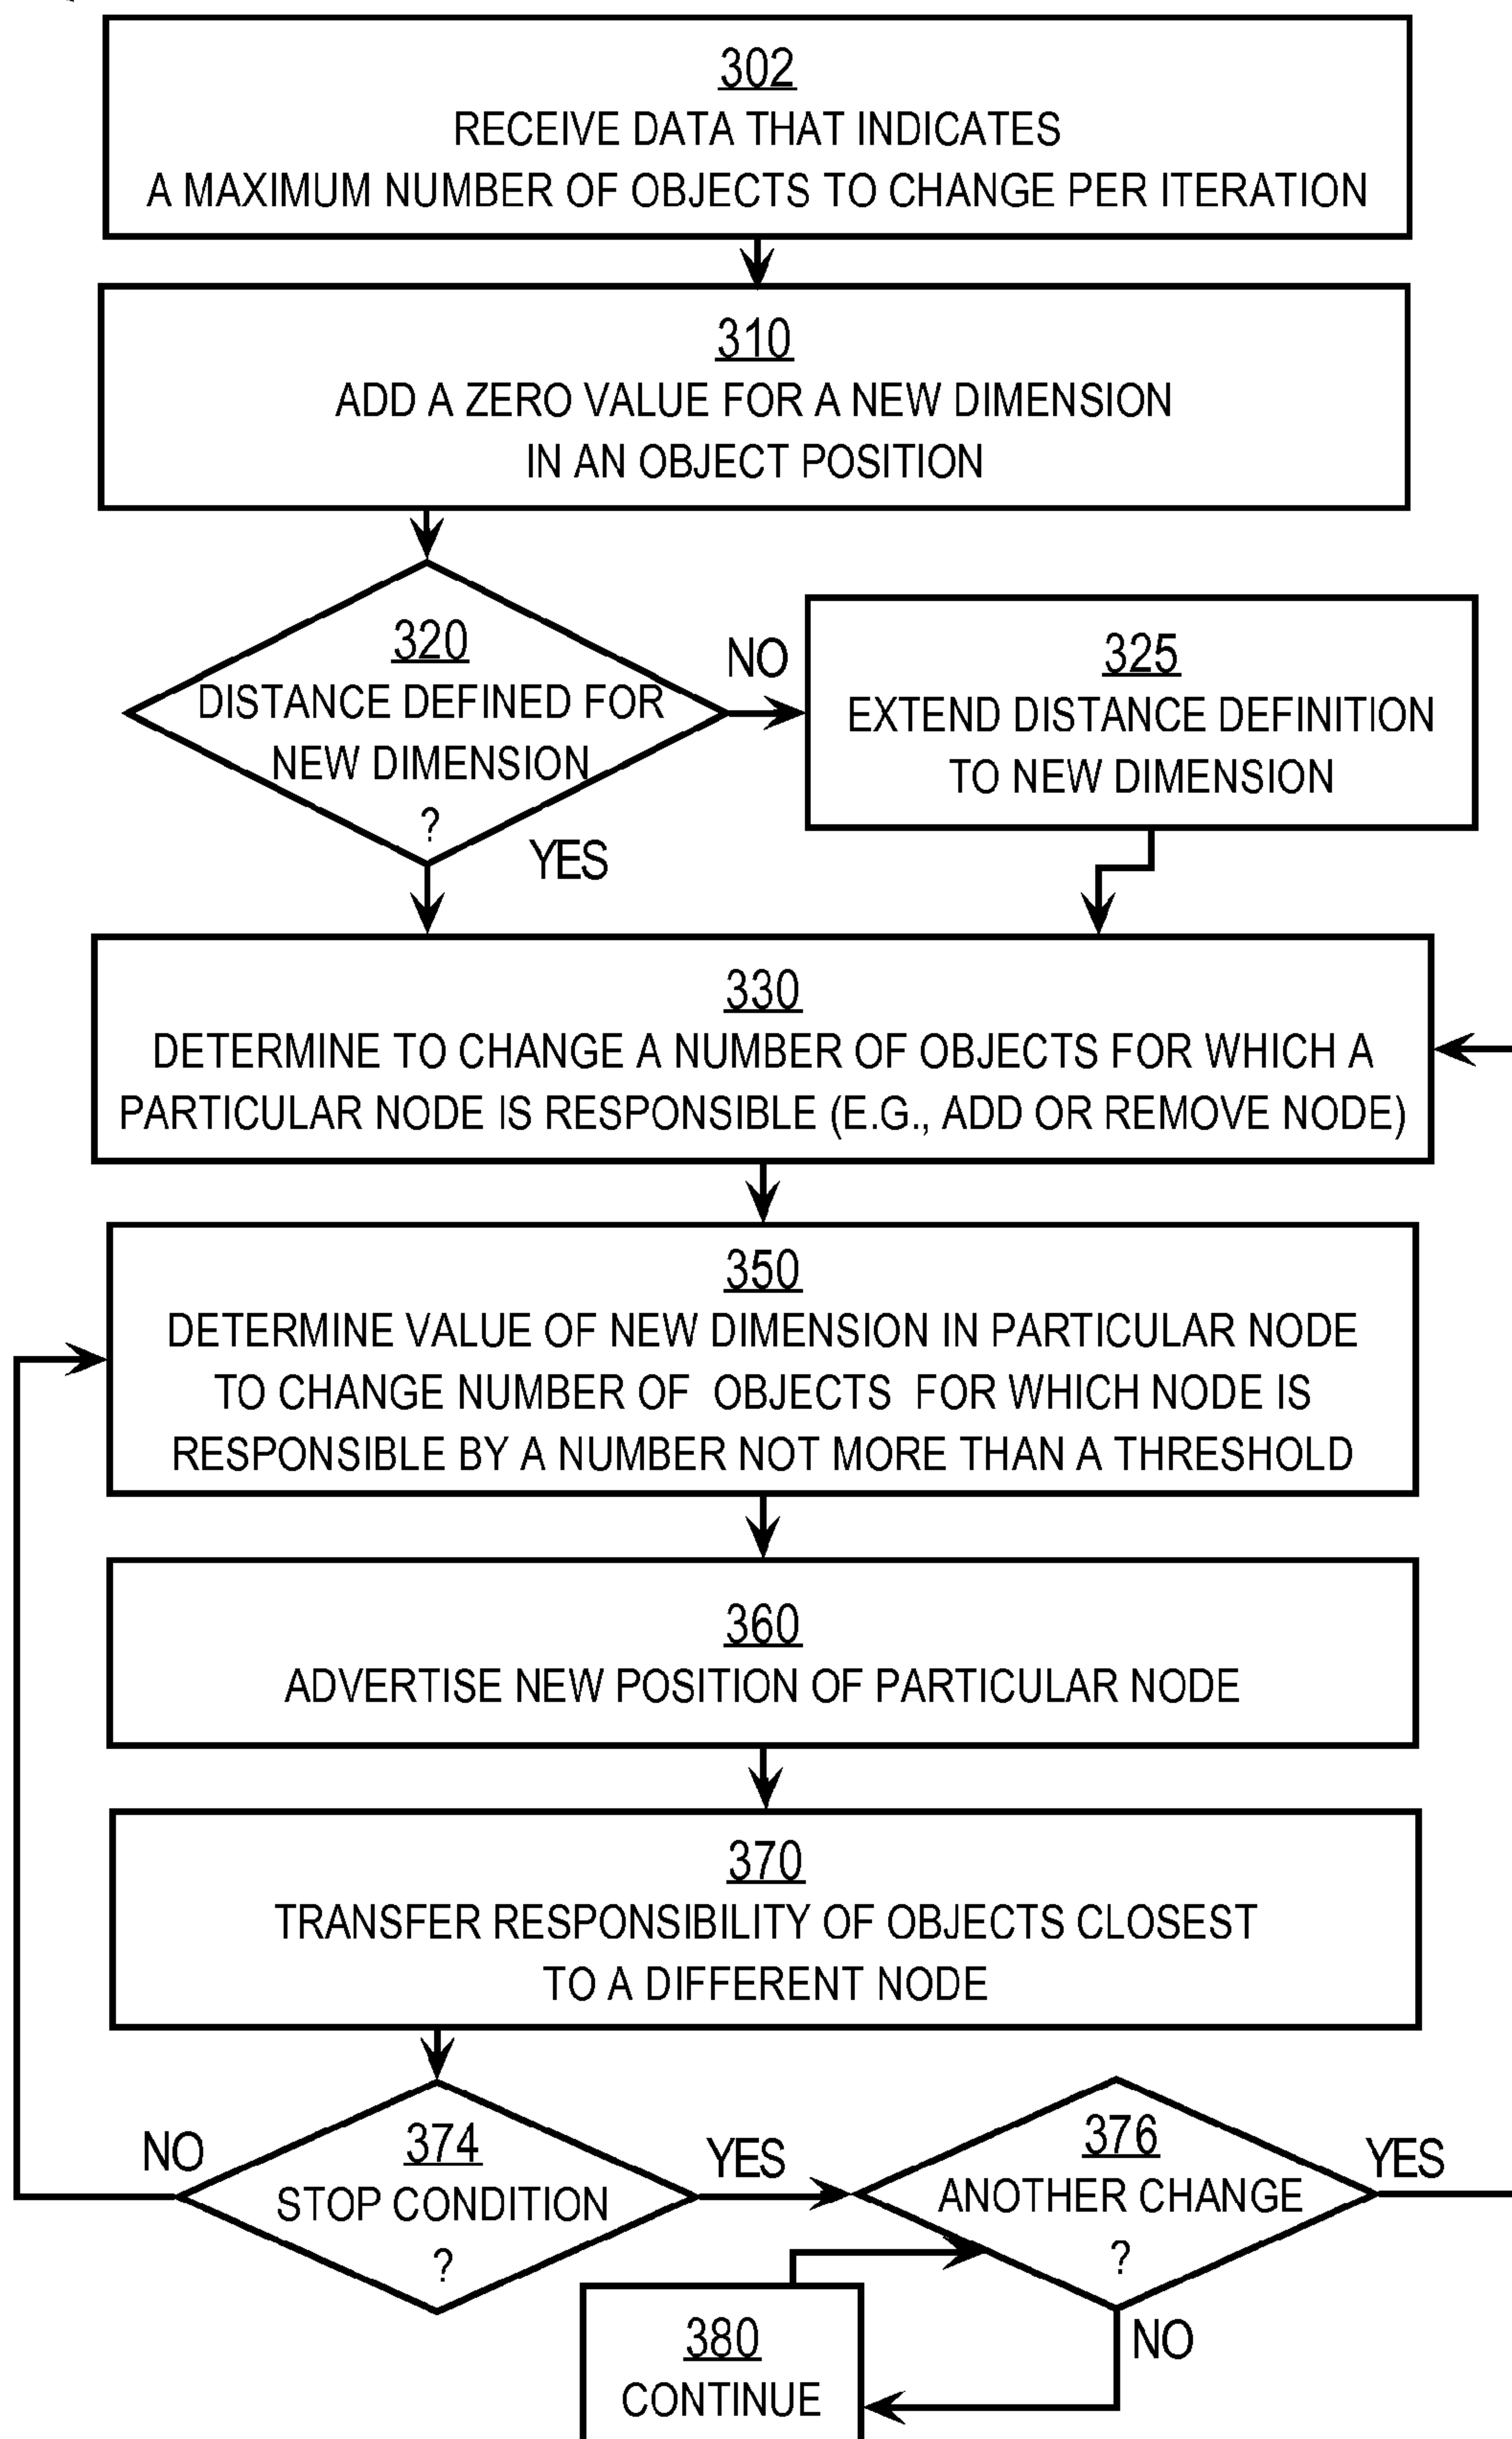 302
RECEIVE DATA THAT INDICATES
A MAXIMUM NUMBER OF OBJECTS TO CHANGE PER ITERATION
310
ADD A ZERO VALUE FOR A NEW DIMENSION
IN AN OBJECT POSITION
320
DISTANCE DEFINED FOR
NEW DIMENSION
?
NO
YES
325
EXTEND DISTANCE DEFINITION
TO NEW DIMENSION
330
DETERMINE TO CHANGE A NUMBER OF OBJECTS FOR WHICH A
PARTICULAR NODE IS RESPONSIBLE (E.G., ADD OR REMOVE NODE)
350
DETERMINE VALUE OF NEW DIMENSION IN PARTICULAR NODE
TO CHANGE NUMBER OF OBJECTS FOR WHICH NODE IS
RESPONSIBLE BY A NUMBER NOT MORE THAN A THRESHOLD
360
ADVERTISE NEW POSITION OF PARTICULAR NODE
370
TRANSFER RESPONSIBILITY OF OBJECTS CLOSEST
TO A DIFFERENT NODE
NO
374
STOP CONDITION
?
YES
376
ANOTHER CHANGE
?
YES
NO
380
CONTINUE